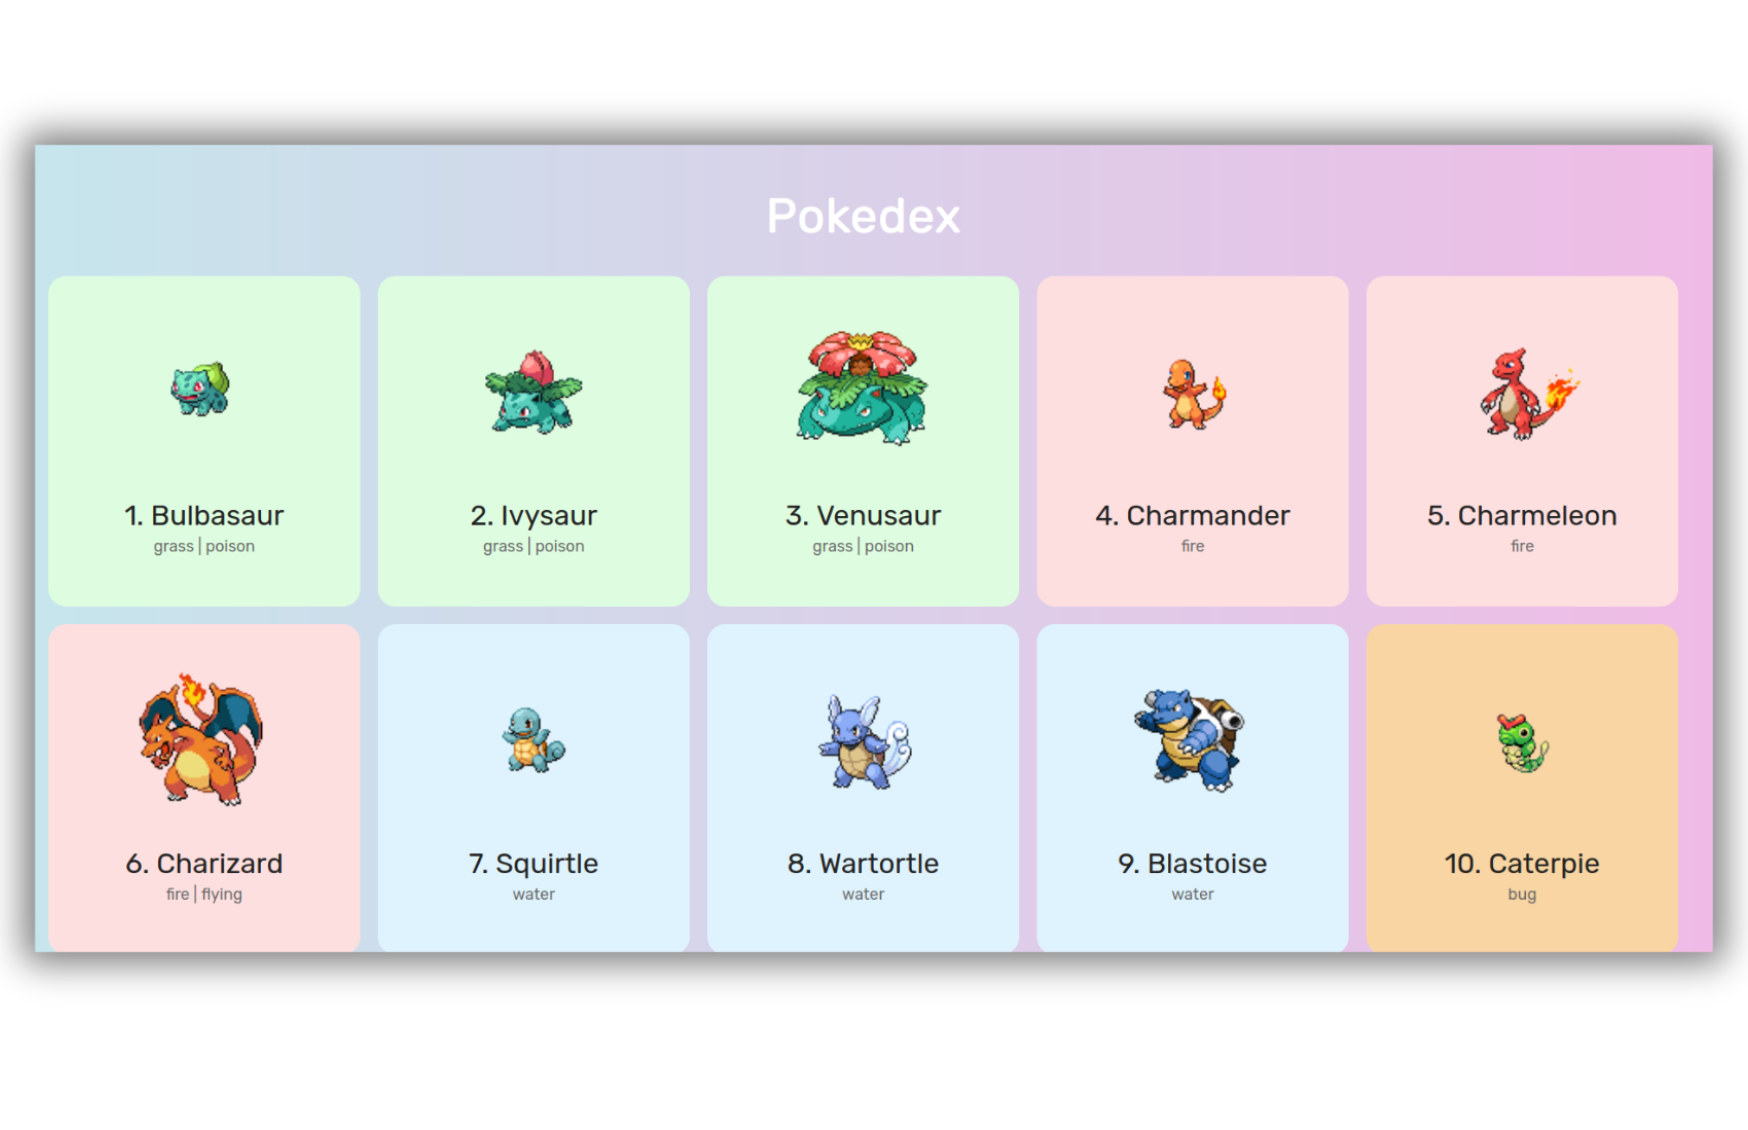 Pokedex
1. Bulbasaur
grass | poison
2. Ivysaur
grass | poison
3. Venusaur
grass | poison
4. Charmander
fire
5. Charmeleon
fire
6. Charizard
fire | flying
7. Squirtle
water
8. Wartortle
water
9. Blastoise
water
10. Caterpie
bug